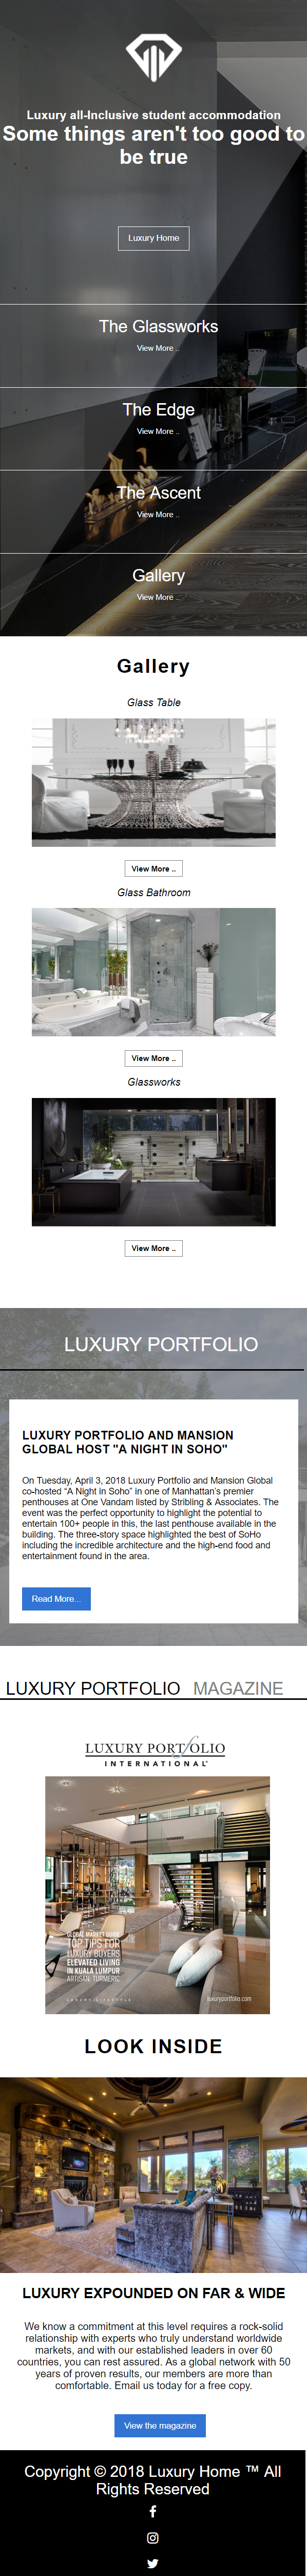 Luxury all-Inclusive student accommodation
Some things aren't too good to
be true
Luxury Home
The Glassworks
View More ..
The Edge
View More ..
The Ascent
View More ..
Gallery
View More ..
Gallery
Glass Table
View More ..
Glass Bathroom
View More ..
Glassworks
View More ..
LUXURY PORTFOLIO
LUXURY PORTFOLIO AND MANSION
GLOBAL HOST "A NIGHT IN SOHO"
On Tuesday, April 3, 2018 Luxury Portfolio and Mansion Global
co-hosted “A Night in Soho” in one of Manhattan’s premier
penthouses at One Vandam listed by Stribling & Associates. The
event was the perfect opportunity to highlight the potential to
entertain 100+ people in this, the last penthouse available in the
building. The three-story space highlighted the best of SoHo
including the incredible architecture and the high-end food and
entertainment found in the area.
Read More...
LUXURY PORTFOLIO MAGAZINE
LUXURY PORTfOLIO
INTERNATIONAL®
GLOBAL MARKET GUIDE
TOP TIPS FOR
LUXURY BUYERS
ELEVATED LIVING
IN KUALA LUMPUR
ARTISAN: TURMERIC
LUXURY LIFESTYLE
luxuryportfolio.com
LOOK INSIDE
LUXURY EXPOUNDED ON FAR & WIDE
We know a commitment at this level requires a rock-solid
relationship with experts who truly understand worldwide
markets, and with our established leaders in over 60
countries, you can rest assured. As a global network with 50
years of proven results, our members are more than
comfortable. Email us today for a free copy.
View the magazine
Copyright © 2018 Luxury Home ™ All
Rights Reserved